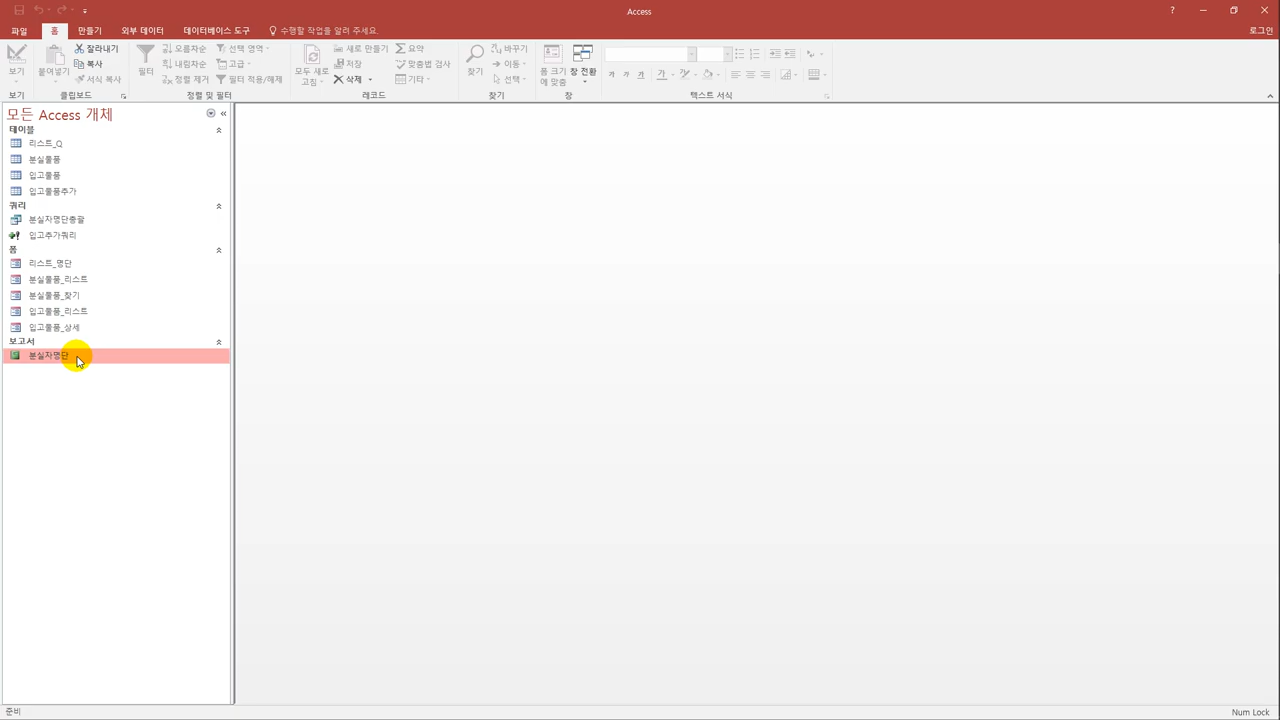 Access
?
파일 홈 만들기 외부 데이터 데이터베이스 도구 수행할 작업을 알려 주세요. 로그인
보기
보기
붙여넣기
잘라내기
복사
서식 복사
클립보드
필터
오름차순
내림차순
정렬 제거
선택 영역
고급
필터 적용/해제
정렬 및 필터
모두 새로
고침
새로 만들기
저장
삭제
요약
맞춤법 검사
기타
레코드
찾기
바꾸기
이동
선택
찾기
폼 크기
에 맞춤
창 전환
창
가 가 가 가
텍스트 서식
모든 Access 개체
테이블
리스트_Q
분실물품
입고물품
입고물품추가
쿼리
분실자명단총괄
입고추가쿼리
폼
리스트_명단
분실물품_리스트
분실물품_찾기
입고물품_리스트
입고물품_상세
보고서
분실자명단
준비 Num Lock